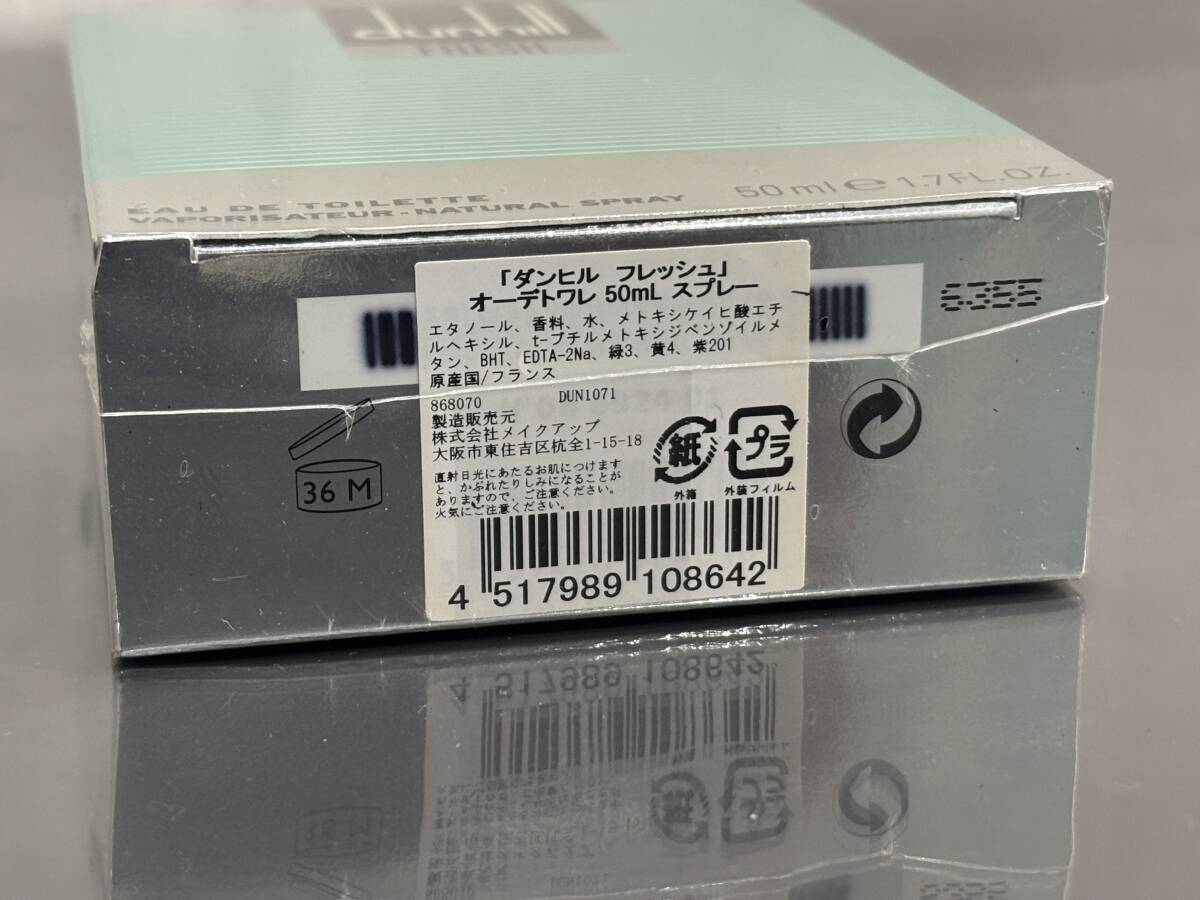 dunhill
FRESH
EAU DE TOILETTE
VAPORISATEUR - NATURAL SPRAY
50 ml e 1.7FL.OZ.
「ダンヒル フレッシュ」
オーデトワレ 50mL スプレー
エタノール、香料、水、メトキシケイヒ酸エチ
ルヘキシル、t-ブチルメトキシジベンゾイルメ
タン、BHT、EDTA-2Na、緑3、黄4、紫201
原産国/フランス
868070 DUN1071
製造販売元
株式会社メイクアップ
大阪市東住吉区杭全1-15-18
直射日光にあたるお肌につけます
と、かぶれたりしみになることが
ありますので、ご注意ください。
火気にご注意ください。
紙
外箱
プラ
外装フィルム
4 517989 108642
36 M
6355